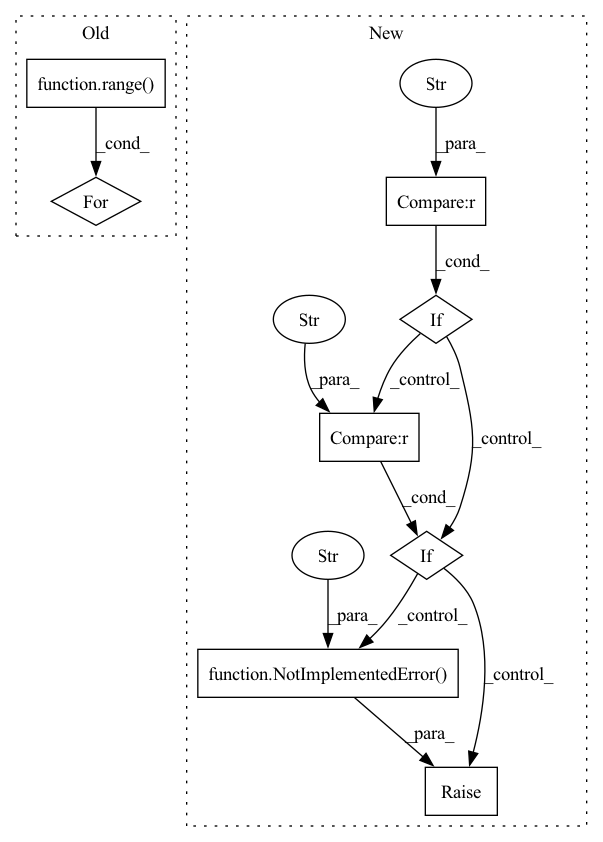 Old
function.range()
_cond_
For
New
Str
_para_
Compare:r
_cond_
If
Str
_para_
_control_
Compare:r
_control_
_cond_
If
Str
_para_
_control_
function.NotImplementedError()
_control_
_para_
Raise